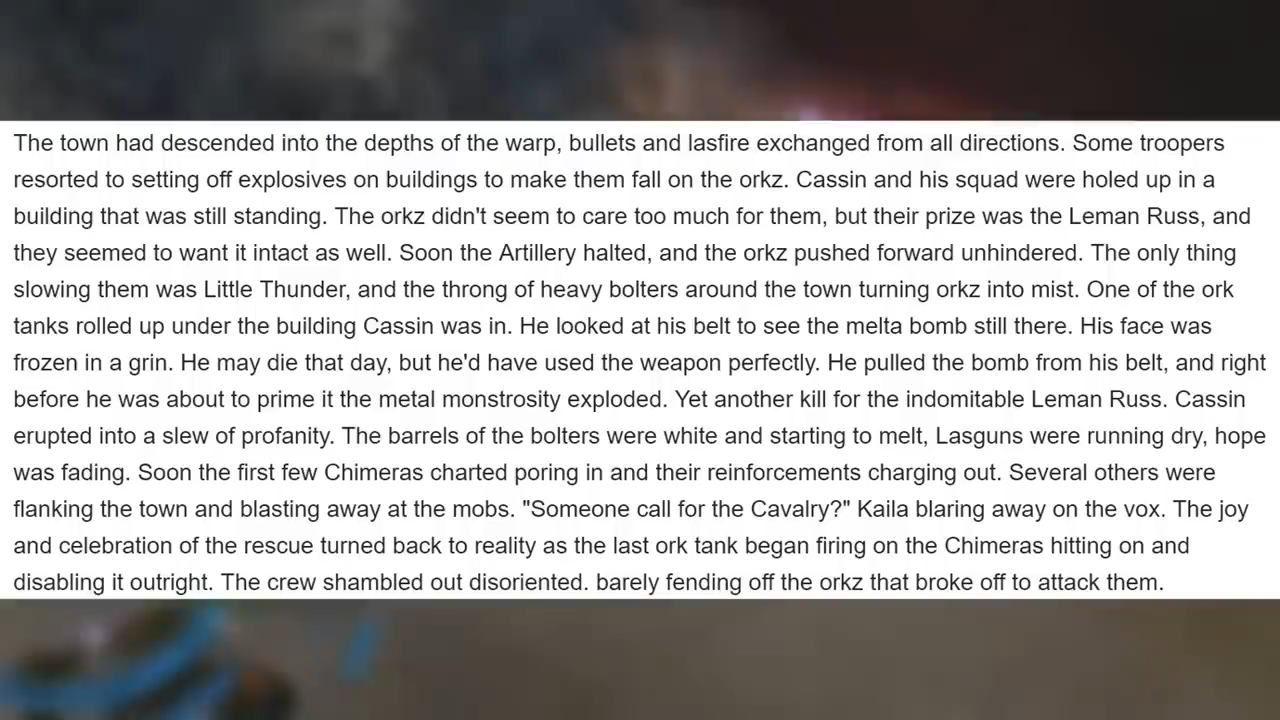 The town had descended into the depths of the warp, bullets and lasfire exchanged from all directions. Some troopers
resorted to setting off explosives on buildings to make them fall on the orkz. Cassin and his squad were holed up in a
building that was still standing. The orkz didn't seem to care too much for them, but their prize was the Leman Russ, and
they seemed to want it intact as well. Soon the Artillery halted, and the orkz pushed forward unhindered. The only thing
slowing them was Little Thunder, and the throng of heavy bolters around the town turning orkz into mist. One of the ork
tanks rolled up under the building Cassin was in. He looked at his belt to see the melta bomb still there. His face was
frozen in a grin. He may die that day, but he'd have used the weapon perfectly. He pulled the bomb from his belt, and right
before he was about to prime it the metal monstrosity exploded. Yet another kill for the indomitable Leman Russ. Cassin
erupted into a slew of profanity. The barrels of the bolters were white and starting to melt, Lasguns were running dry, hope
was fading. Soon the first few Chimeras charted poring in and their reinforcements charging out. Several others were
flanking the town and blasting away at the mobs. "Someone call for the Cavalry?" Kaila blaring away on the vox. The joy
and celebration of the rescue turned back to reality as the last ork tank began firing on the Chimeras hitting on and
disabling it outright. The crew shambled out disoriented. barely fending off the orkz that broke off to attack them.